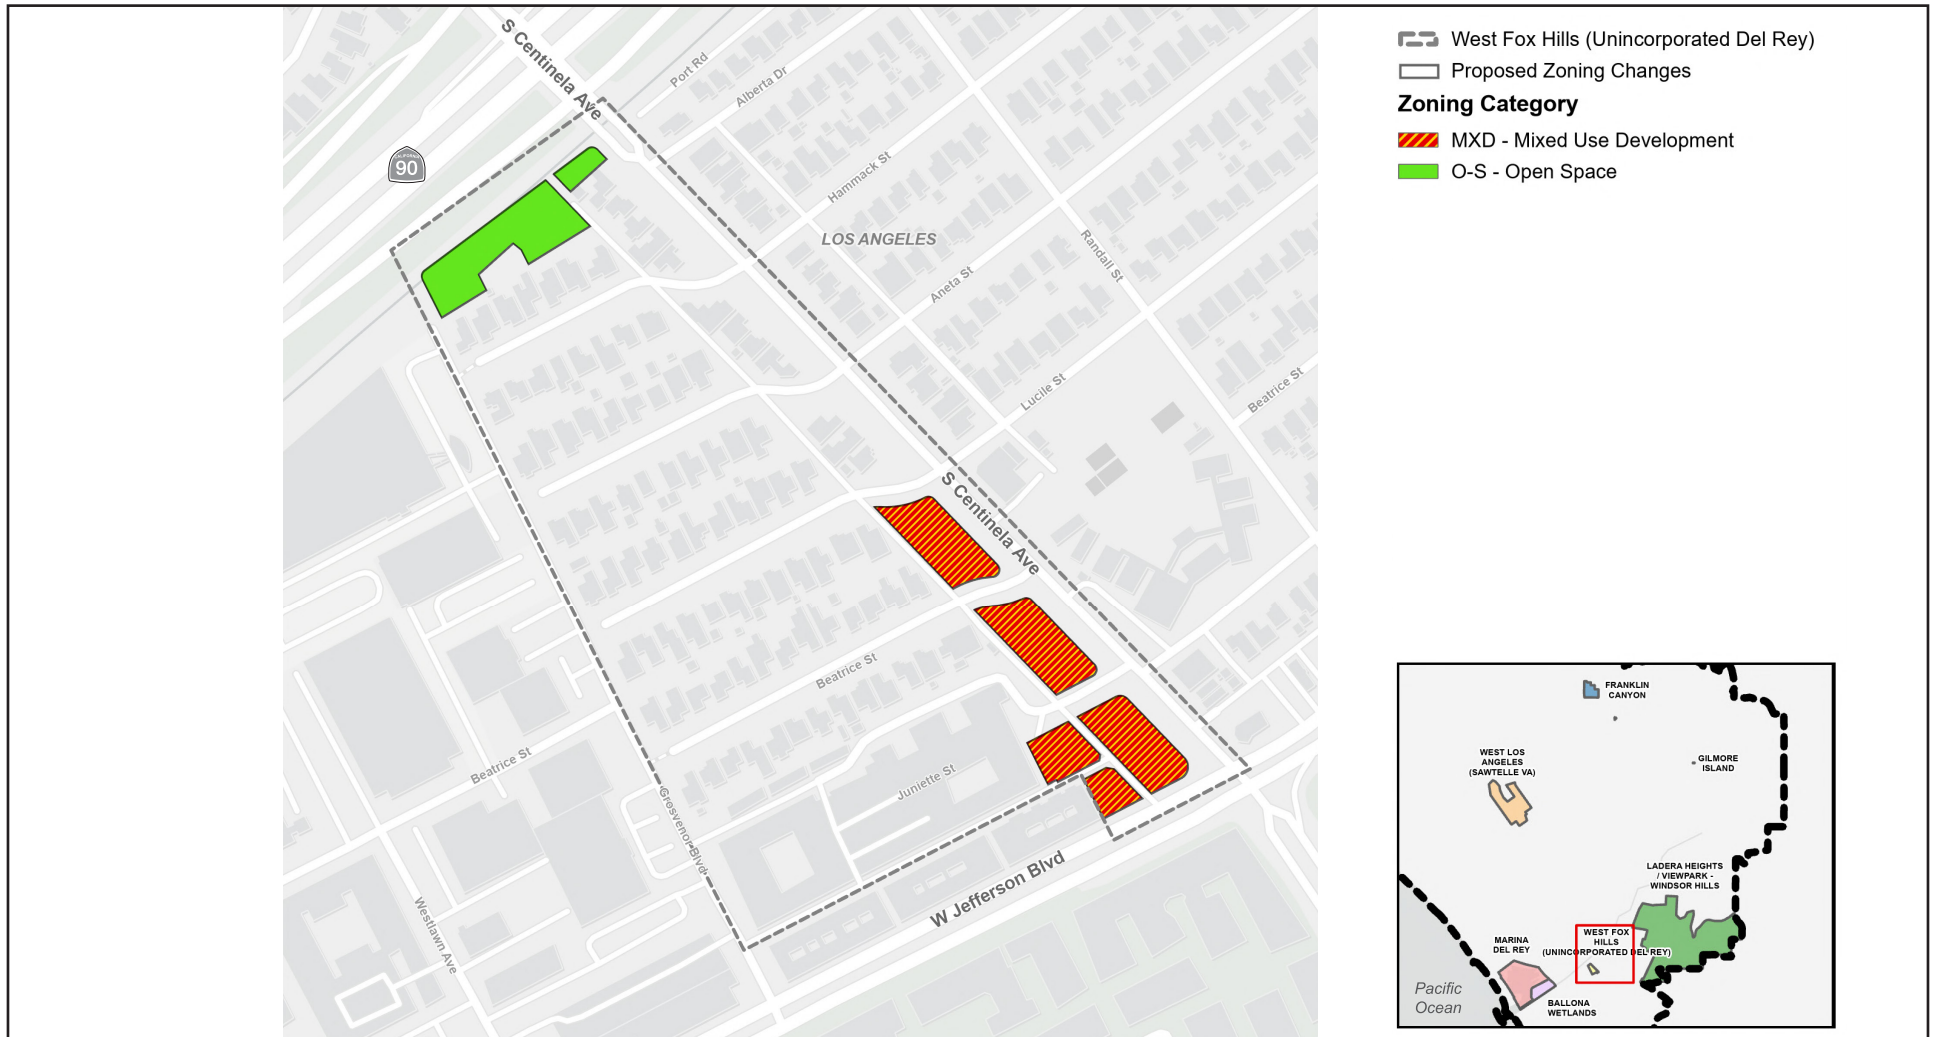 S Centinela Ave
Port Rd
Alberta Dr
CALIFORNIA
90
Hammack St
LOS ANGELES
Randall St
Aneta St
Lucile St
Beatrice St
S Centinela Ave
Beatrice St
Beatrice St
Juniette St
Grosvenor Blvd
W Jefferson Blvd
Westlawn Ave
West Fox Hills (Unincorporated Del Rey)
Proposed Zoning Changes
Zoning Category
MXD - Mixed Use Development
O-S - Open Space
FRANKLIN
CANYON
WEST LOS
ANGELES
(SAWTELLE VA)
GILMORE
ISLAND
LADERA HEIGHTS
/ VIEWPARK -
WINDSOR HILLS
WEST FOX
HILLS
(UNINCORPORATED DEL REY)
MARINA
DEL REY
BALLONA
WETLANDS
Pacific
Ocean